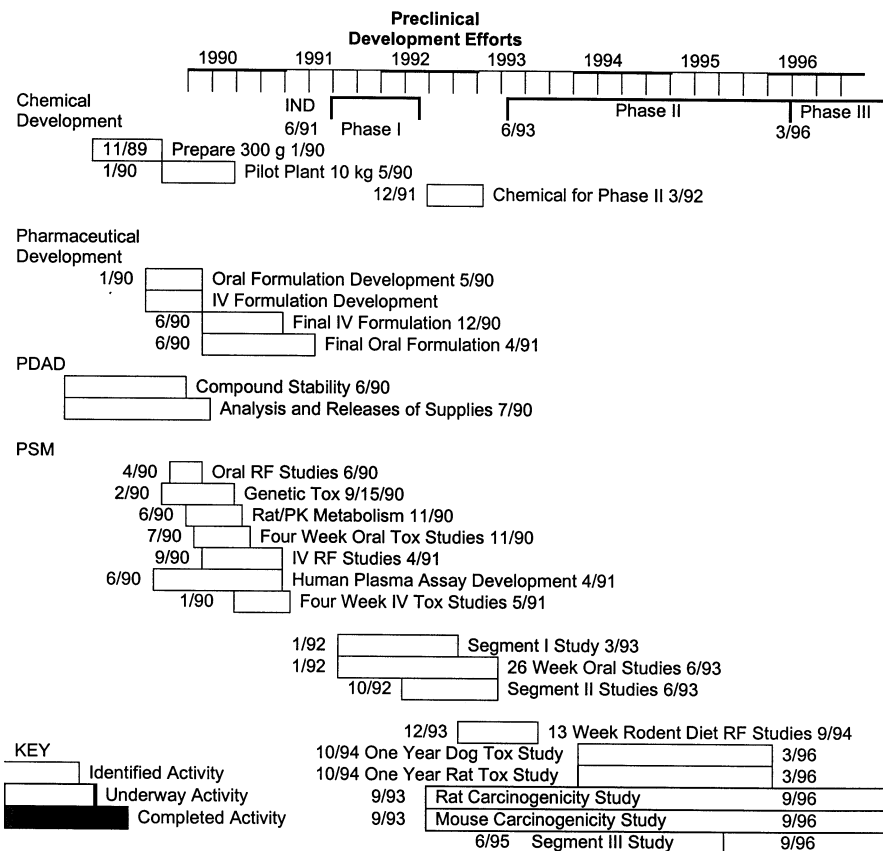 Preclinical
Development Efforts
1990 1991 1992 1993 1994 1995 1996
Chemical
Development
IND
6/91
Phase I
6/93
Phase II
3/96
Phase III
11/89 Prepare 300 g 1/90
1/90 Pilot Plant 10 kg 5/90
12/91 Chemical for Phase II 3/92
Pharmaceutical
Development
1/90 Oral Formulation Development 5/90
IV Formulation Development
6/90 Final IV Formulation 12/90
6/90 Final Oral Formulation 4/91
PDAD
Compound Stability 6/90
Analysis and Releases of Supplies 7/90
PSM
4/90 Oral RF Studies 6/90
2/90 Genetic Tox 9/15/90
6/90 Rat/PK Metabolism 11/90
7/90 Four Week Oral Tox Studies 11/90
9/90 IV RF Studies 4/91
6/90 Human Plasma Assay Development 4/91
1/90 Four Week IV Tox Studies 5/91
1/92 Segment I Study 3/93
1/92 26 Week Oral Studies 6/93
10/92 Segment II Studies 6/93
12/93 13 Week Rodent Diet RF Studies 9/94
10/94 One Year Dog Tox Study 3/96
10/94 One Year Rat Tox Study 3/96
9/93 Rat Carcinogenicity Study 9/96
9/93 Mouse Carcinogenicity Study 9/96
6/95 Segment III Study 9/96
KEY
Identified Activity
Underway Activity
Completed Activity